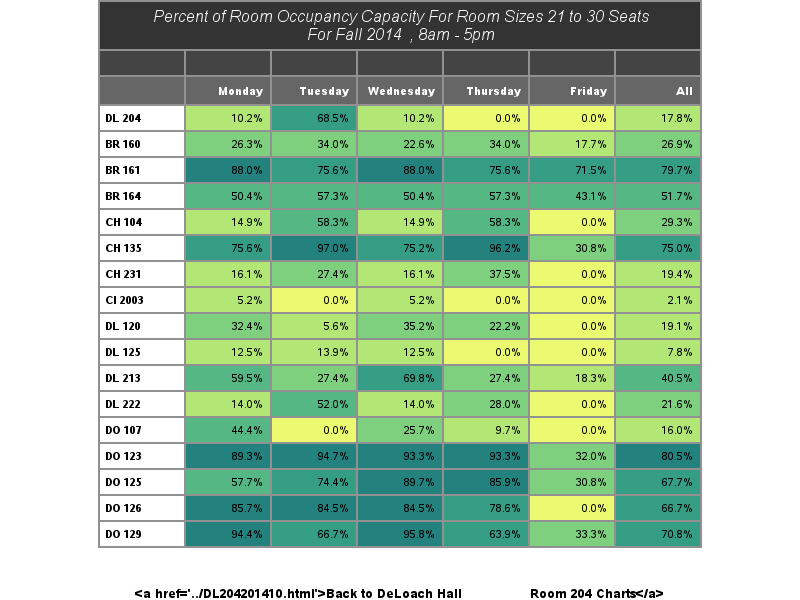 Percent of Room Occupancy Capacity For Room Sizes 21 to 30 Seats
For Fall 2014 , 8am - 5pm
Monday Tuesday Wednesday Thursday Friday All
DL 204 10.2% 68.5% 10.2% 0.0% 0.0% 17.8%
BR 160 26.3% 34.0% 22.6% 34.0% 17.7% 26.9%
BR 161 88.0% 75.6% 88.0% 75.6% 71.5% 79.7%
BR 164 50.4% 57.3% 50.4% 57.3% 43.1% 51.7%
CH 104 14.9% 58.3% 14.9% 58.3% 0.0% 29.3%
CH 135 75.6% 97.0% 75.2% 96.2% 30.8% 75.0%
CH 231 16.1% 27.4% 16.1% 37.5% 0.0% 19.4%
CI 2003 5.2% 0.0% 5.2% 0.0% 0.0% 2.1%
DL 120 32.4% 5.6% 35.2% 22.2% 0.0% 19.1%
DL 125 12.5% 13.9% 12.5% 0.0% 0.0% 7.8%
DL 213 59.5% 27.4% 69.8% 27.4% 18.3% 40.5%
DL 222 14.0% 52.0% 14.0% 28.0% 0.0% 21.6%
DO 107 44.4% 0.0% 25.7% 9.7% 0.0% 16.0%
DO 123 89.3% 94.7% 93.3% 93.3% 32.0% 80.5%
DO 125 57.7% 74.4% 89.7% 85.9% 30.8% 67.7%
DO 126 85.7% 84.5% 84.5% 78.6% 0.0% 66.7%
DO 129 94.4% 66.7% 95.8% 63.9% 33.3% 70.8%
<a href='../DL204201410.html'>Back to DeLoach Hall Room 204 Charts</a>